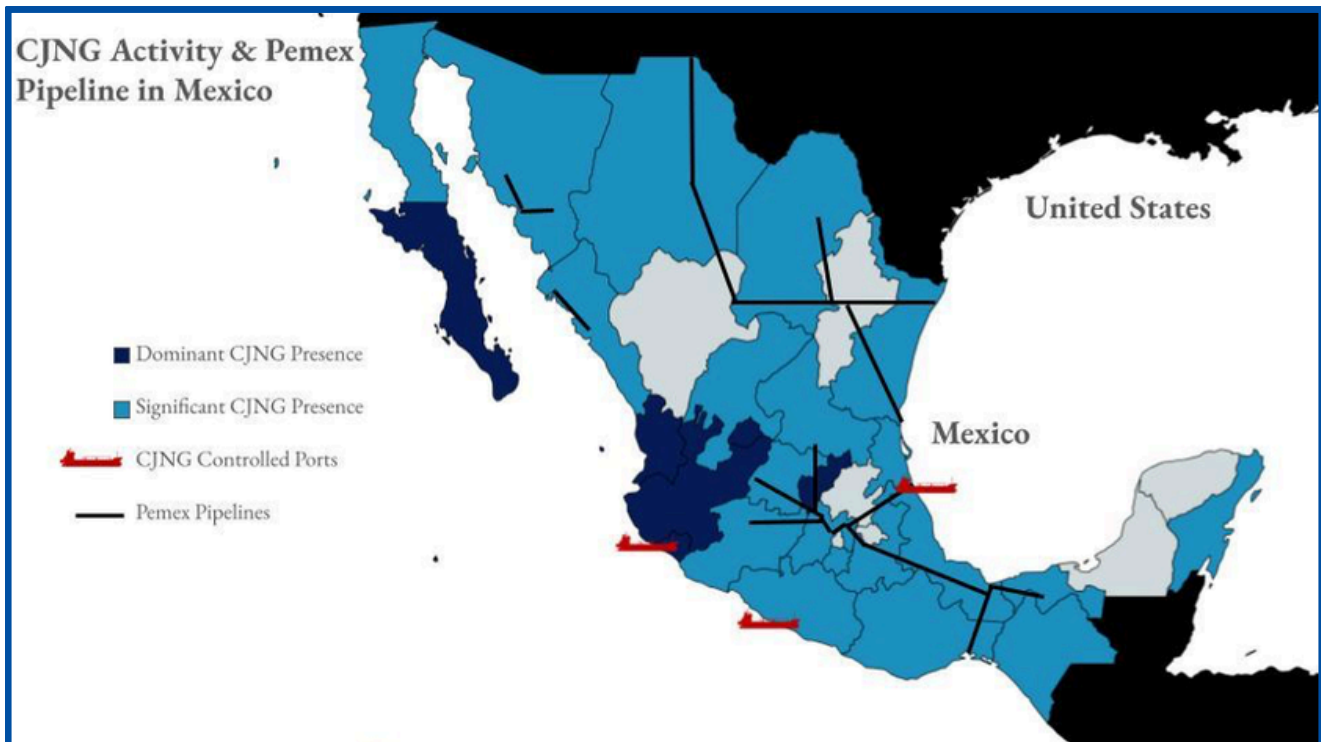 CJNG Activity & Pemex
Pipeline in Mexico
United States
Dominant CJNG Presence
Significant CJNG Presence
Mexico
CJNG Controlled Ports
Pemex Pipelines